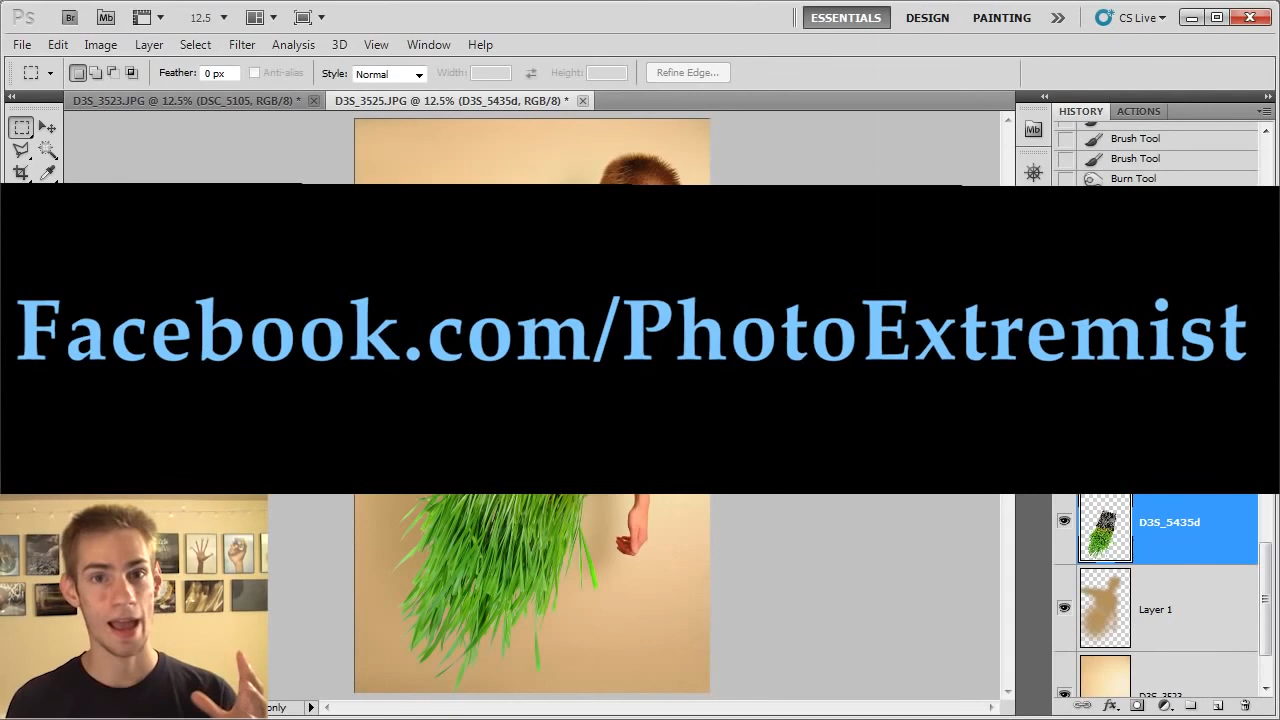 Ps Br Mb 12.5 ESSENTIALS DESIGN PAINTING CS Live
File Edit Image Layer Select Filter Analysis 3D View Window Help
Feather: 0 px Anti-alias Style: Normal Width: Height: Refine Edge...
D3S_3523.JPG @ 12.5% (DSC_5105, RGB/8) * D3S_3525.JPG @ 12.5% (D3S_5435d, RGB/8) *
HISTORY ACTIONS
Mb
Brush Tool
Brush Tool
Burn Tool
Facebook.com/PhotoExtremist
D3S_5435d
Layer 1
D3S_3523
only
fx